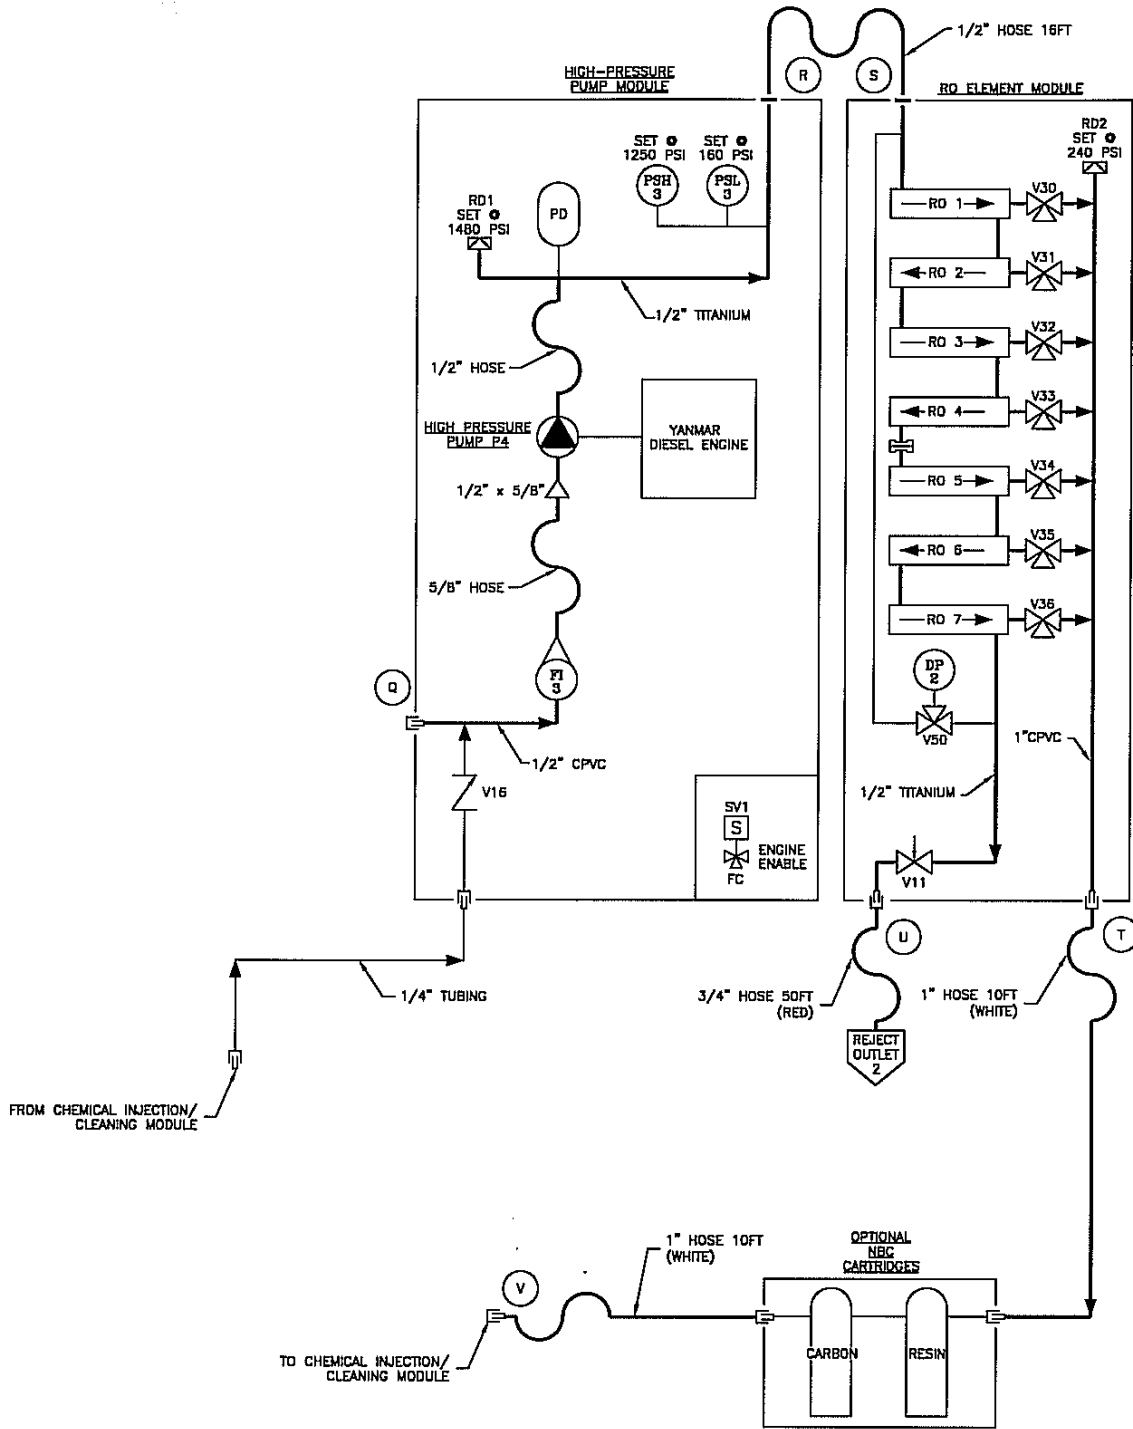 1/2" HOSE 16FT
R
S
HIGH-PRESSURE
PUMP MODULE
RO ELEMENT MODULE
SET @
1250 PSI
PSH
3
SET @
160 PSI
PSL
3
RD2
SET @
240 PSI
RD1
SET @
1480 PSI
PD
1/2" TITANIUM
1/2" HOSE
HIGH PRESSURE
PUMP P4
YANMAR
DIESEL ENGINE
1/2" x 5/8"
5/8" HOSE
FI
3
Q
1/2" CPVC
V16
SV1
S
FC
ENGINE
ENABLE
RO 1
V30
RO 2
V31
RO 3
V32
RO 4
V33
RO 5
V34
RO 6
V35
RO 7
V36
DP
2
V50
1"CPVC
1/2" TITANIUM
V11
U
T
1/4" TUBING
3/4" HOSE 50FT
(RED)
1" HOSE 10FT
(WHITE)
REJECT
OUTLET
2
FROM CHEMICAL INJECTION/
CLEANING MODULE
1" HOSE 10FT
(WHITE)
OPTIONAL
NBC
CARTRIDGES
V
CARBON
RESIN
TO CHEMICAL INJECTION/
CLEANING MODULE